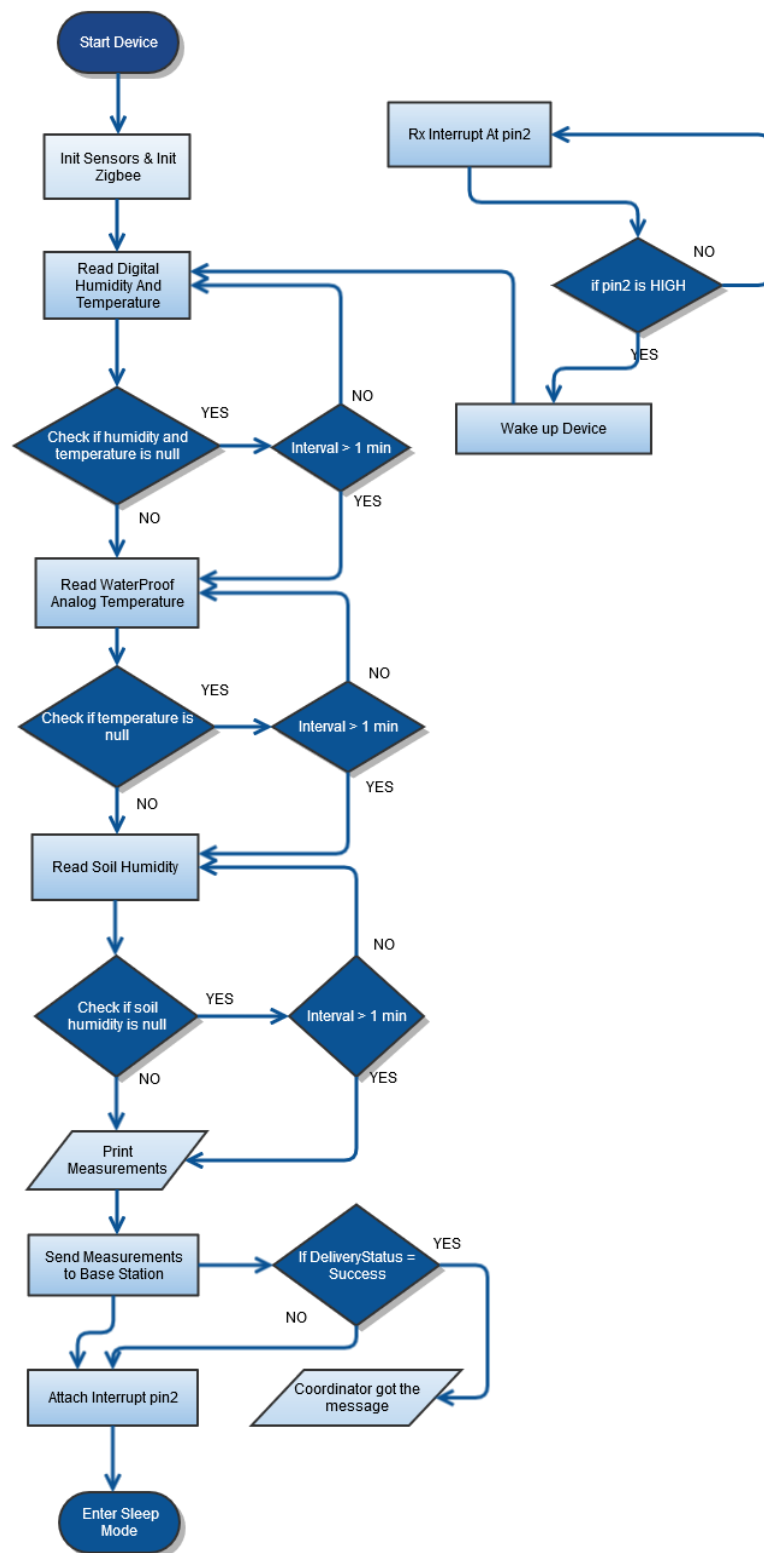 Start Device
Init Sensors & Init
Zigbee
Rx Interrupt At pin2
Read Digital
Humidity And
Temperature
if pin2 is HIGH
NO
YES
Wake up Device
Check if humidity and
temperature is null
YES
NO
Interval > 1 min
NO
YES
Read WaterProof
Analog Temperature
Check if temperature is
null
YES
NO
Interval > 1 min
NO
YES
Read Soil Humidity
Check if soil
humidity is null
YES
NO
Interval > 1 min
NO
YES
Print
Measurements
Send Measurements
to Base Station
If DeliveryStatus =
Success
YES
NO
Attach Interrupt pin2
Coordinator got the
message
Enter Sleep
Mode